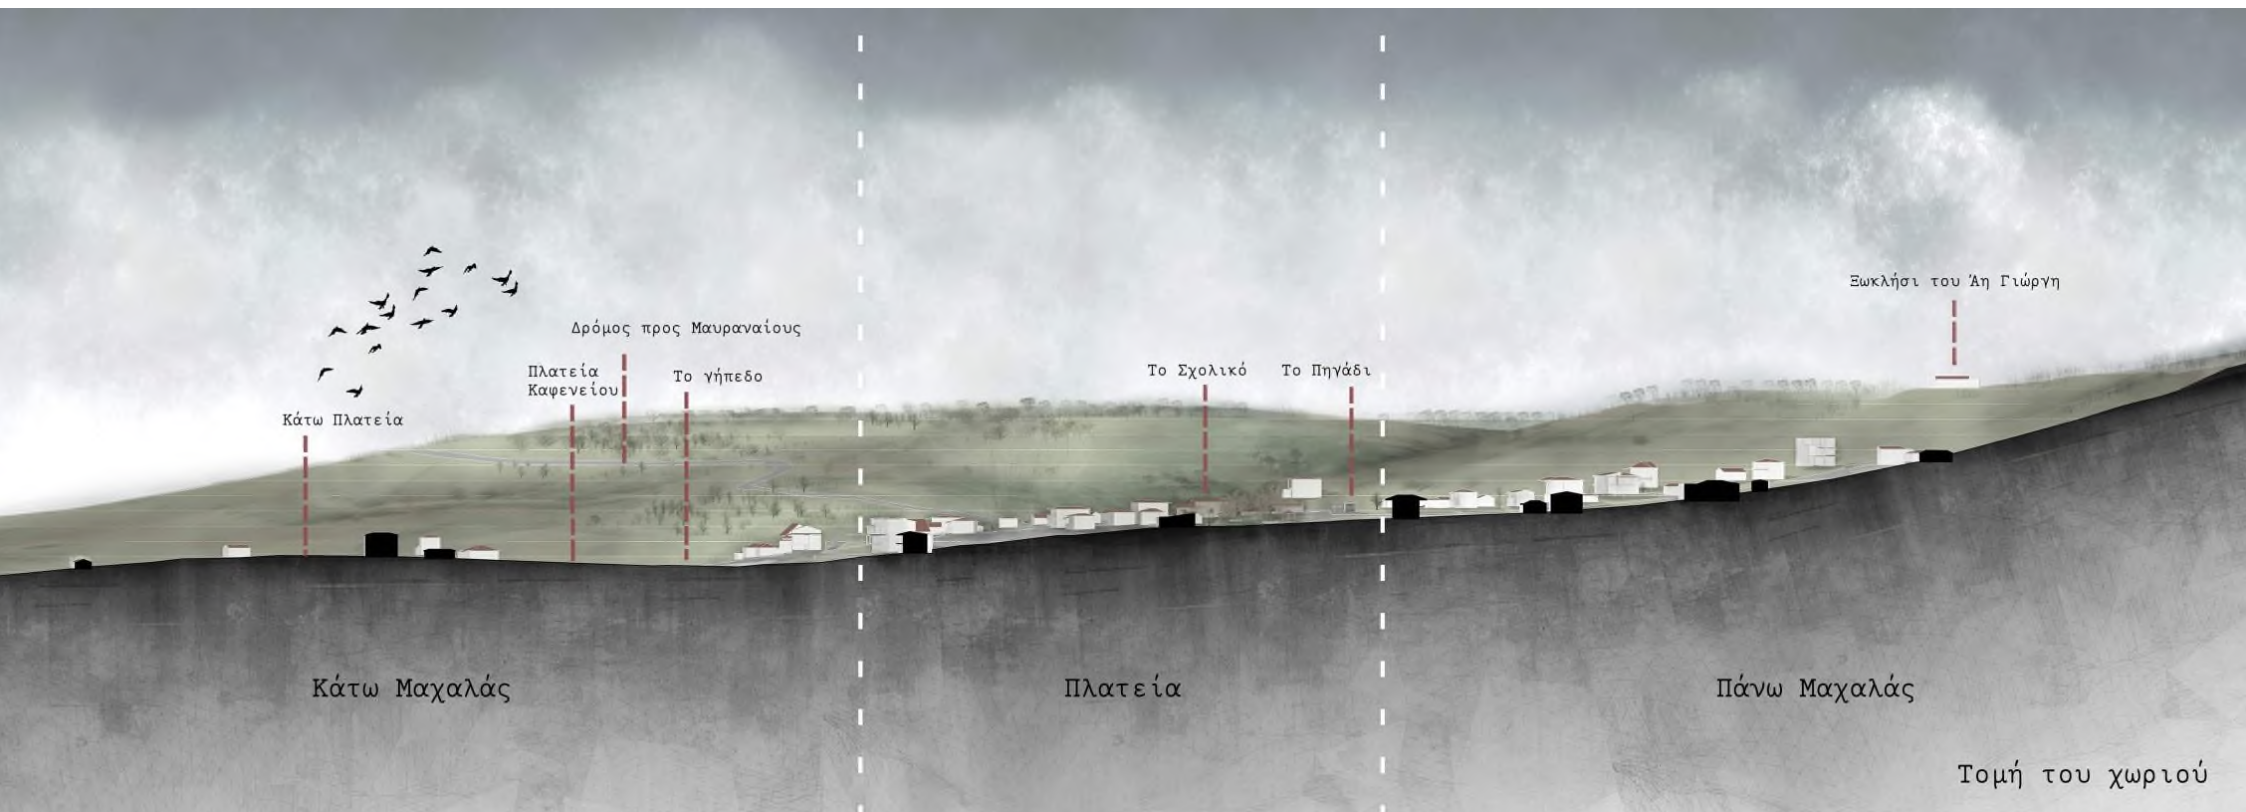 Ξωκλήσι του Άη Γιώργη
Δρόμος προς Μαυραναίους
Πλατεία
Καφενείου
Το γήπεδο
Το Σχολικό
Το Πηγάδι
Κάτω Πλατεία
Κάτω Μαχαλάς
Πλατεία
Πάνω Μαχαλάς
Τομή του χωριού